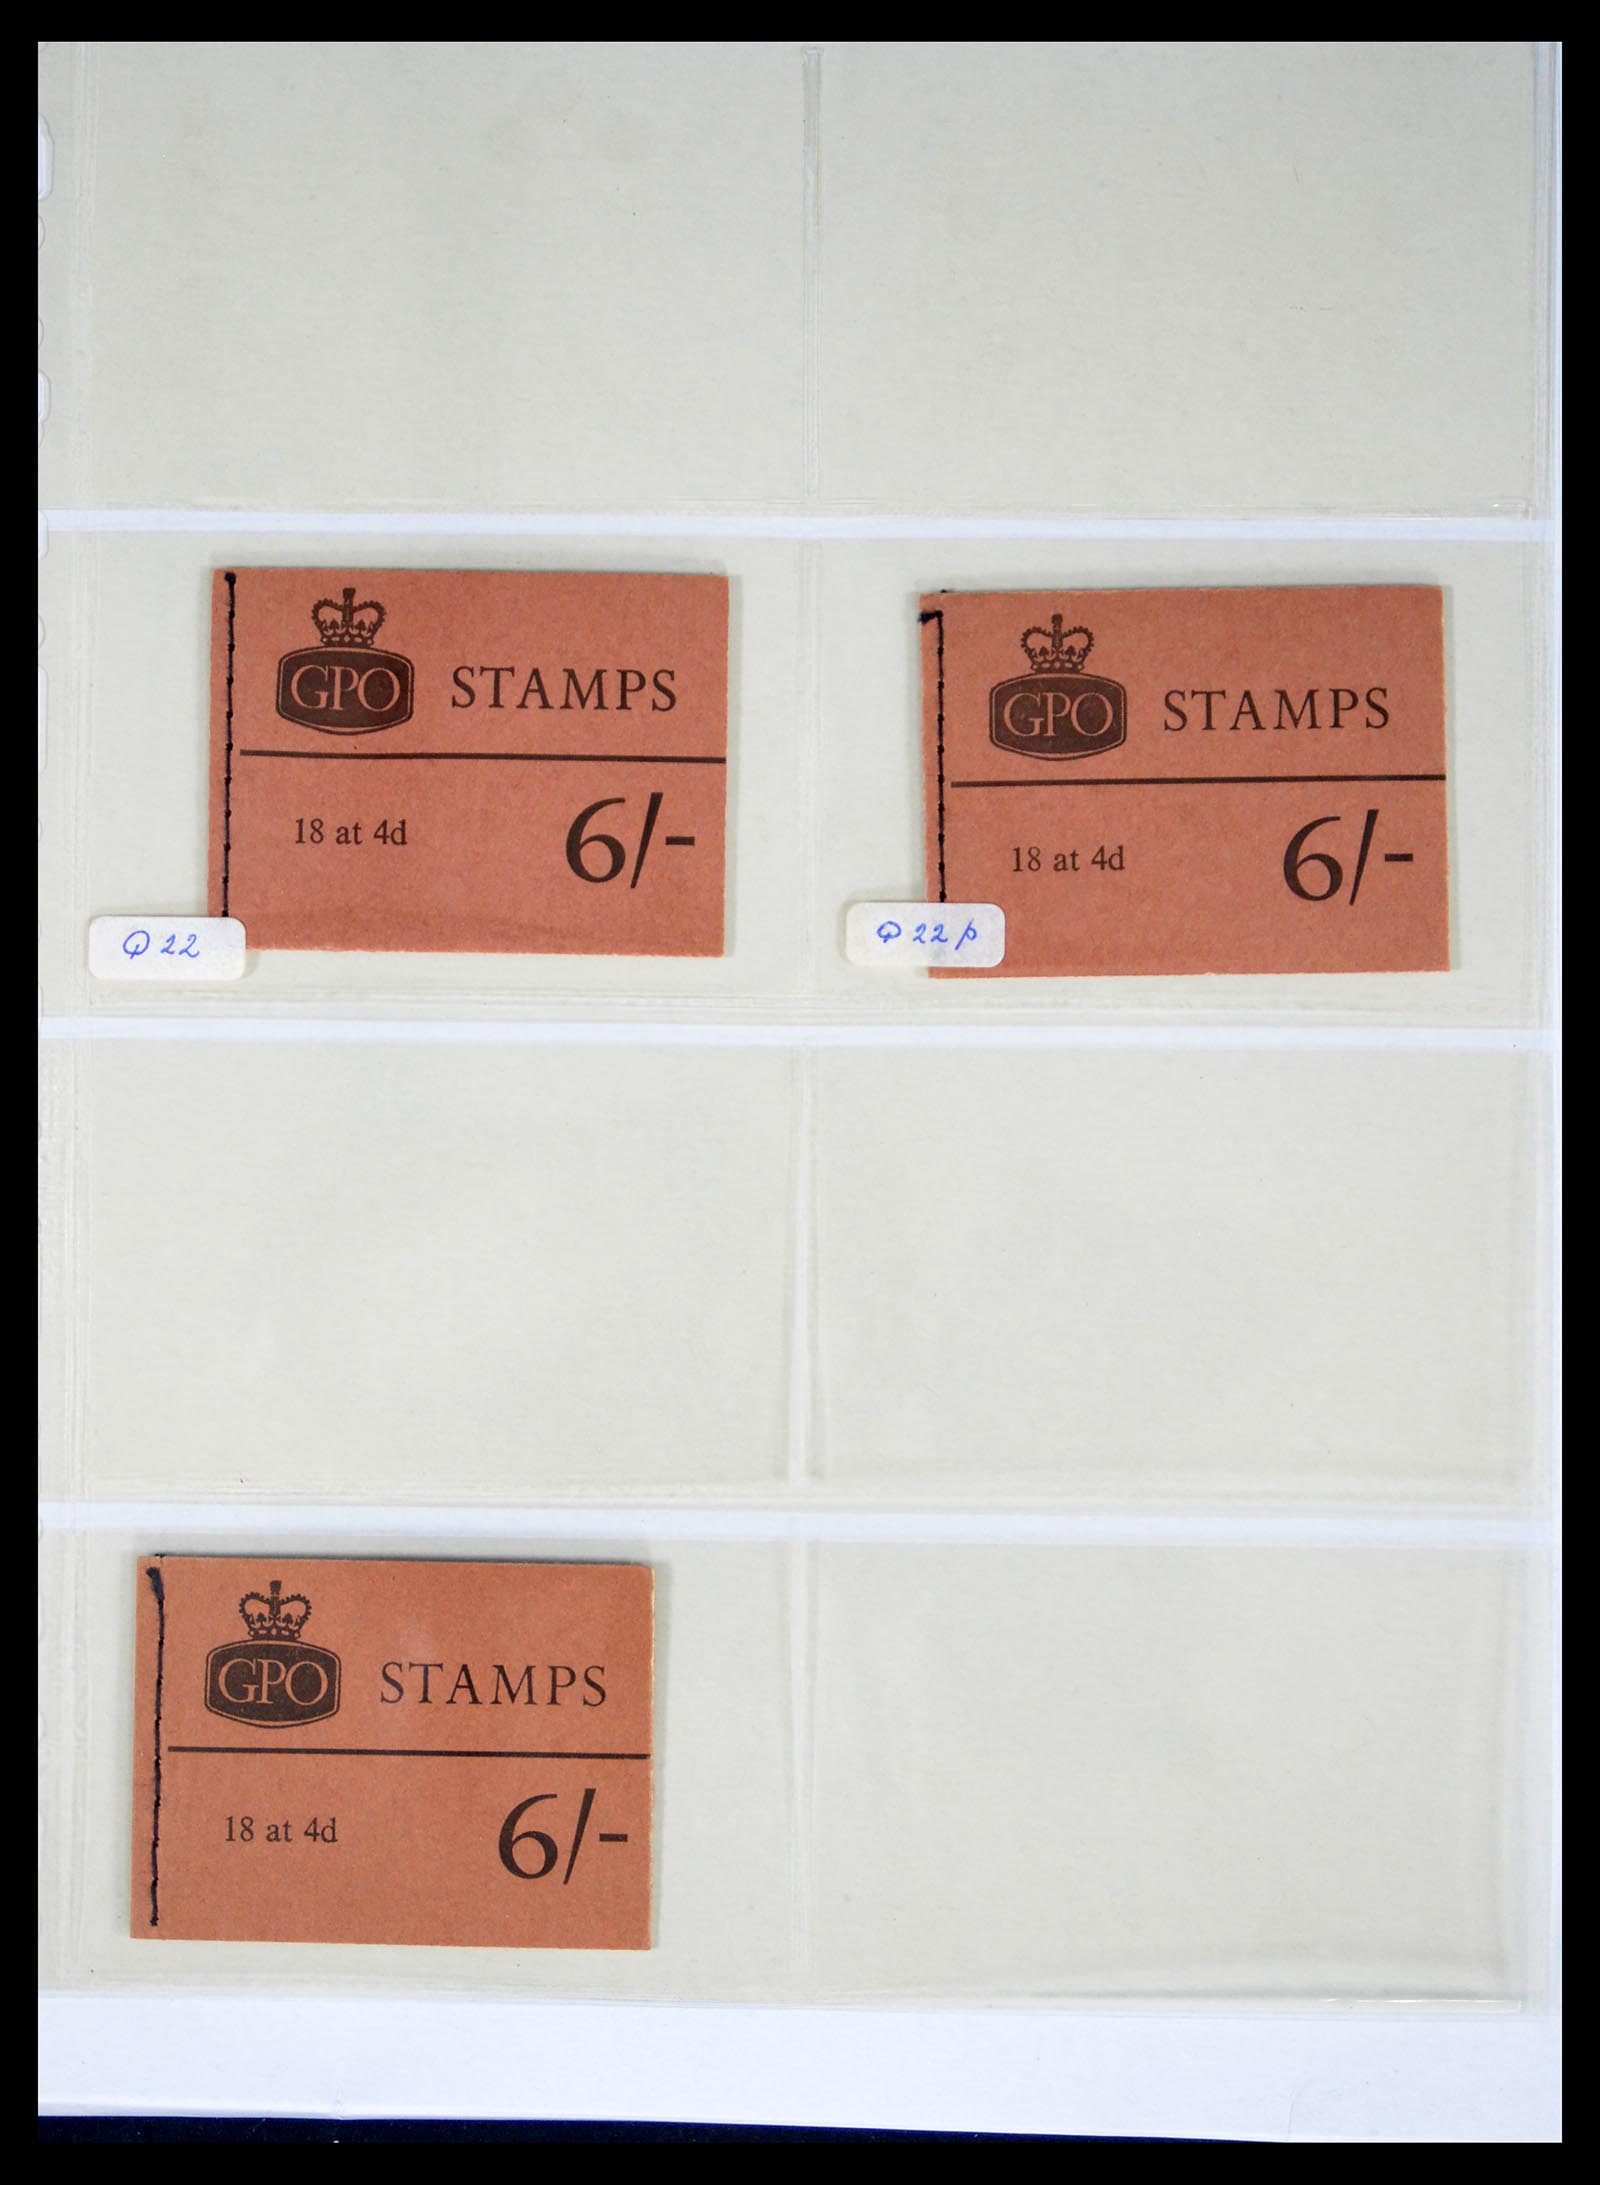 GPO STAMPS
18 at 4d 6/-
Q 22
GPO STAMPS
18 at 4d 6/-
Q 22 p
GPO STAMPS
18 at 4d 6/-